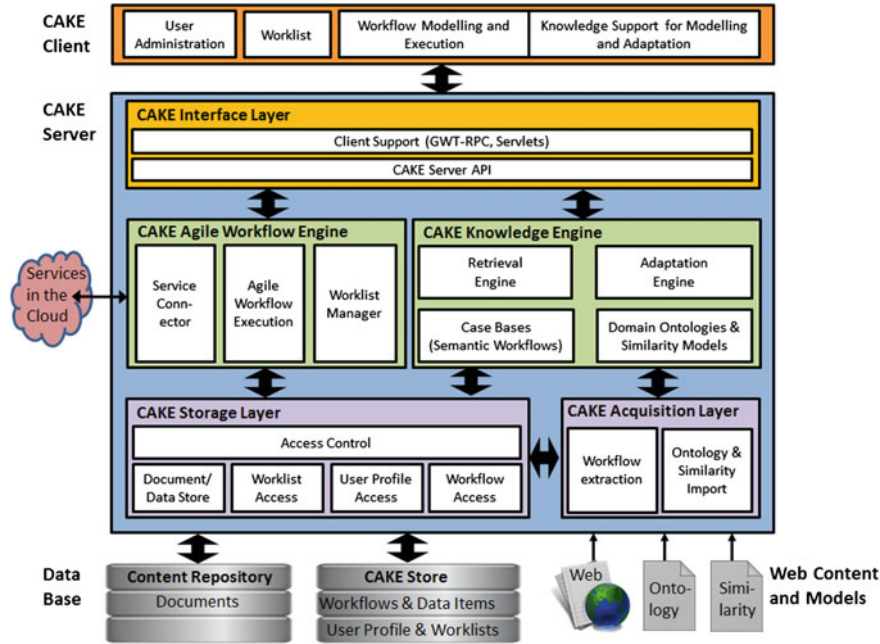 CAKE
Client
User
Administration
Worklist
Workflow Modelling and
Execution
Knowledge Support for Modelling
and Adaptation
CAKE
Server
CAKE Interface Layer
Client Support (GWT-RPC, Servlets)
CAKE Server API
CAKE Agile Workflow Engine
Service
Conn-
ector
Agile
Workflow
Execution
Worklist
Manager
CAKE Knowledge Engine
Retrieval
Engine
Adaptation
Engine
Case Bases
(Semantic Workflows)
Domain Ontologies &
Similarity Models
Services
in the
Cloud
CAKE Storage Layer
Access Control
Document/
Data Store
Worklist
Access
User Profile
Access
Workflow
Access
CAKE Acquisition Layer
Workflow
extraction
Ontology &
Similarity
Import
Data
Base
Content Repository
Documents
CAKE Store
Workflows & Data Items
User Profile & Worklists
Web
Onto-
logy
Simi-
larity
Web Content
and Models